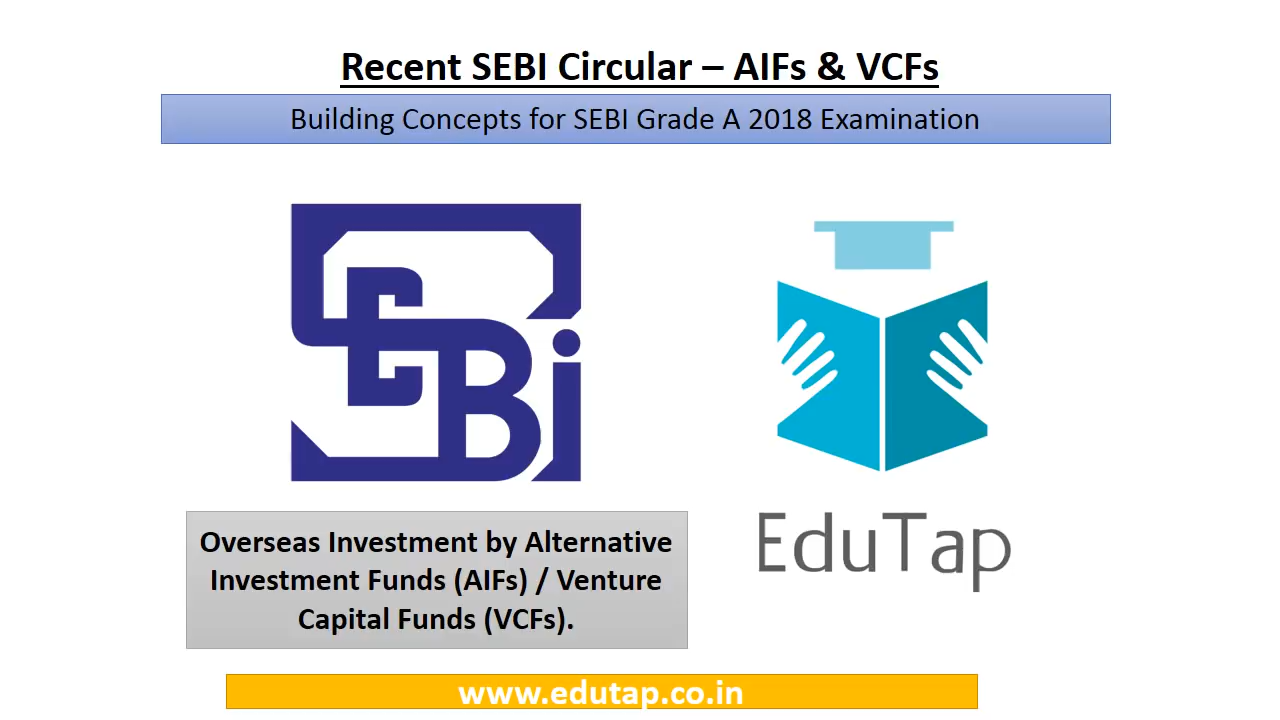 Recent SEBI Circular – AIFs & VCFs
Building Concepts for SEBI Grade A 2018 Examination
SEBi
EduTap
Overseas Investment by Alternative
Investment Funds (AIFs) / Venture
Capital Funds (VCFs).
www.edutap.co.in